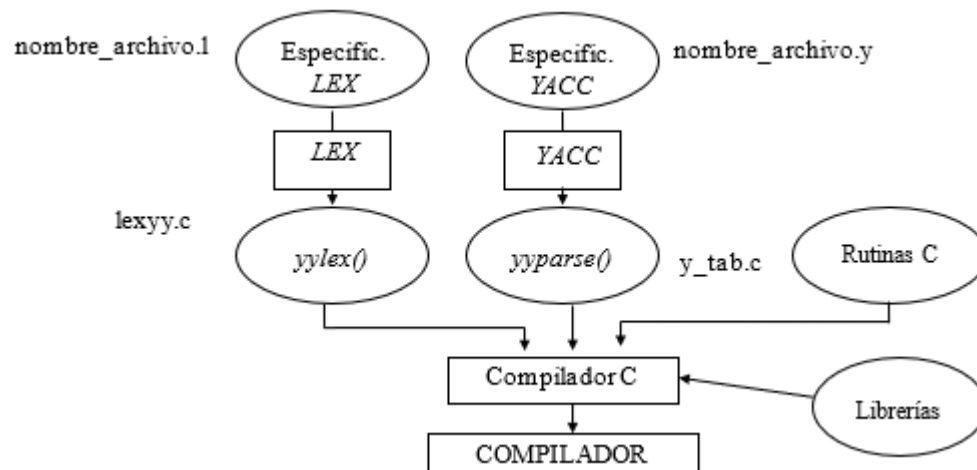 nombre_archivo.l
Especific.
LEX
Especific.
YACC
nombre_archivo.y
LEX
YACC
lexyy.c
yylex()
yyparse()
y_tab.c
Rutinas C
Compilador C
Librerías
COMPILADOR